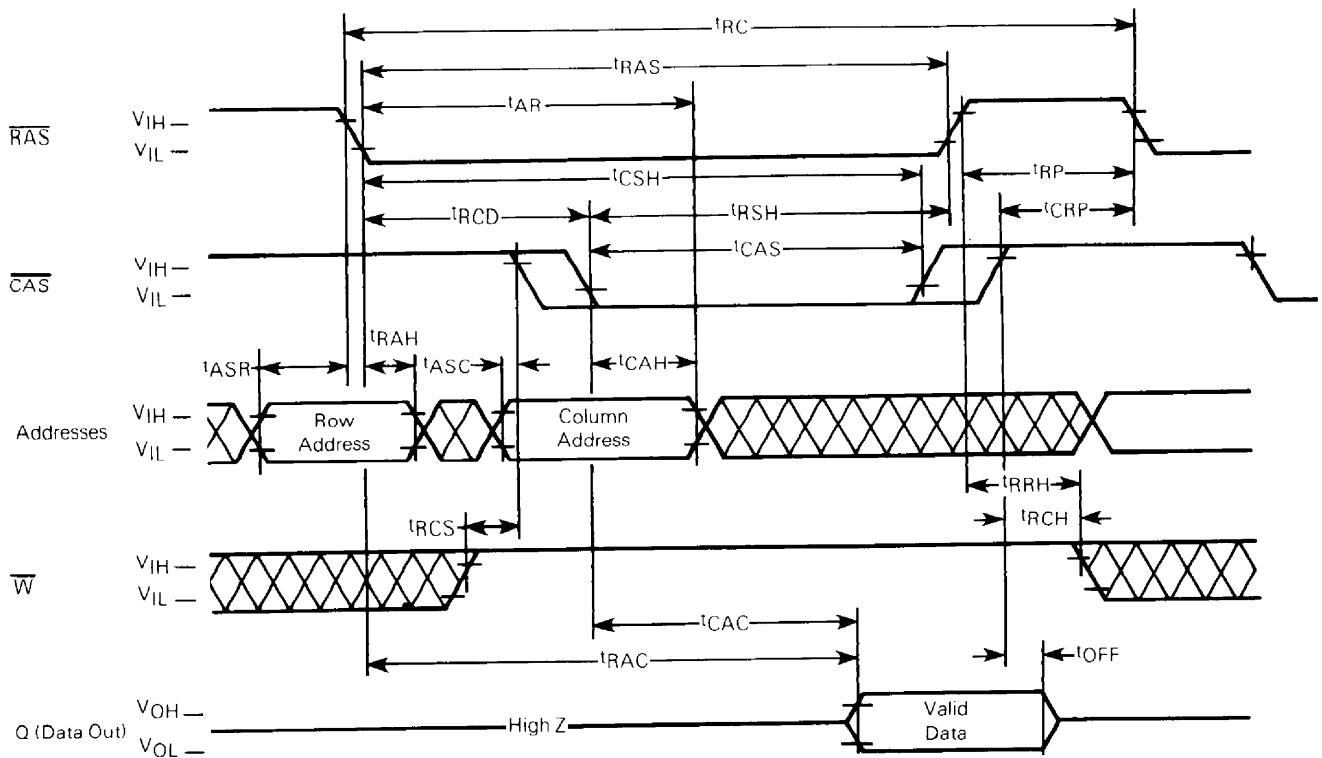 tRC
tRAS
tAR
RAS
VIH
VIL
tCSH
tRP
tRCD
tRSH
tCRP
tCAS
CAS
VIH
VIL
tRAH
tASR
tASC
tCAH
Addresses
VIH
VIL
Row
Address
Column
Address
tRRH
tRCS
tRCH
W
VIH
VIL
tCAC
tRAC
tOFF
Q (Data Out)
VOH
VOL
High Z
Valid
Data